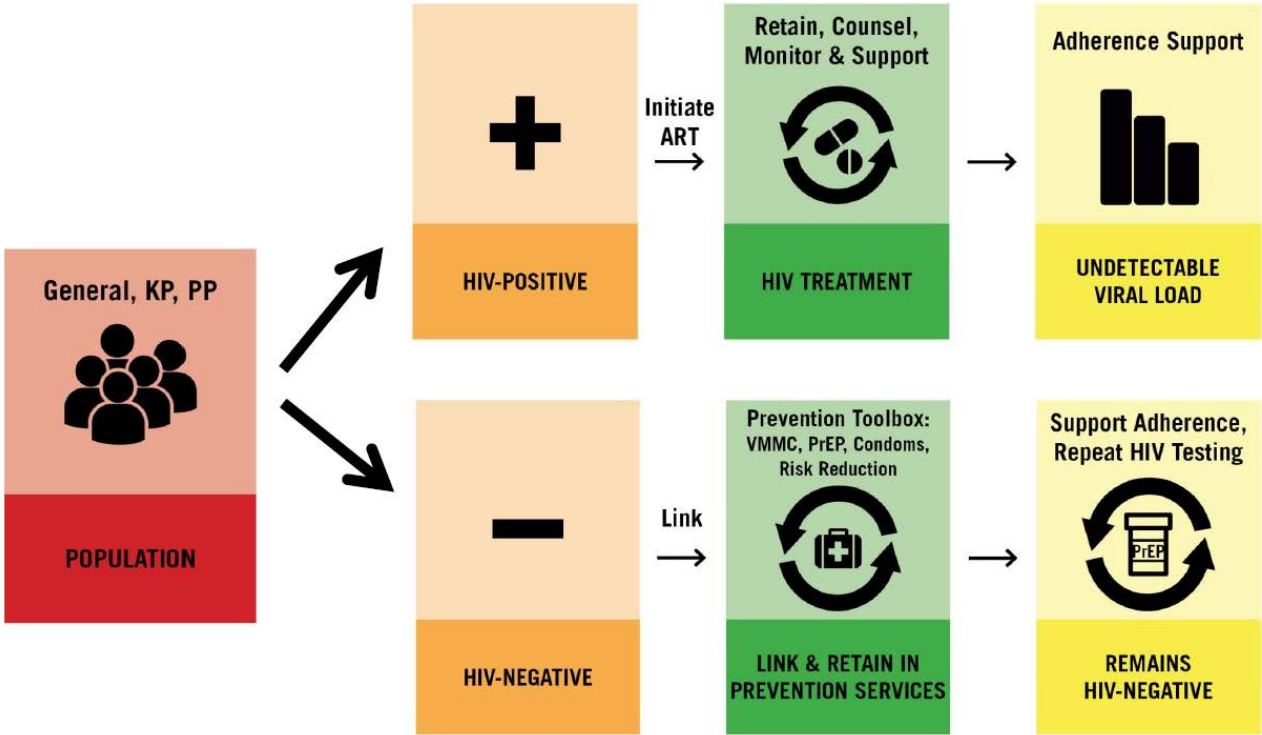 General, KP, PP
POPULATION
+
HIV-POSITIVE
Initiate
ART
Retain, Counsel,
Monitor & Support
HIV TREATMENT
Adherence Support
UNDETECTABLE
VIRAL LOAD
HIV-NEGATIVE
Link
Prevention Toolbox:
VMMC, PrEP, Condoms,
Risk Reduction
LINK & RETAIN IN
PREVENTION SERVICES
Support Adherence,
Repeat HIV Testing
PrEP
REMAINS
HIV-NEGATIVE